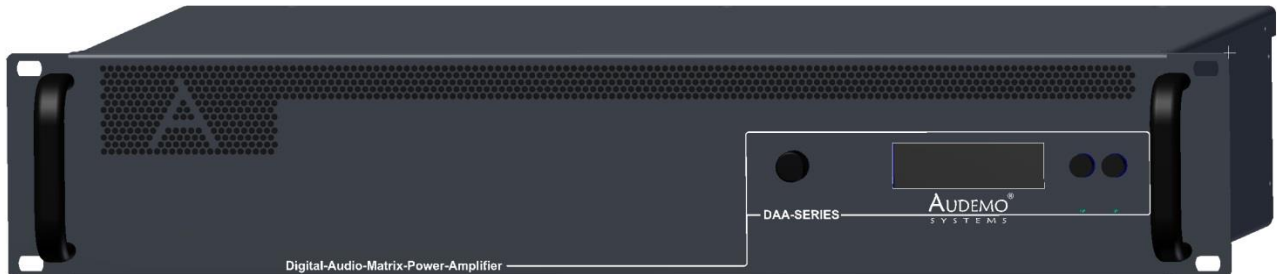 A
DAA-SERIES
AUDEMO®
SYSTEMS
Digital-Audio-Matrix-Power-Amplifier